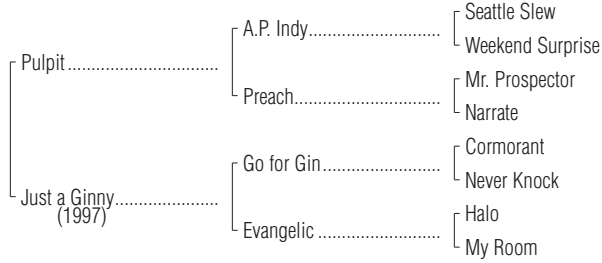 Seattle Slew
A.P. Indy
Weekend Surprise
Pulpit
Mr. Prospector
Preach
Narrate
Cormorant
Go for Gin
Never Knock
Just a Ginny
(1997)
Halo
Evangelic
My Room